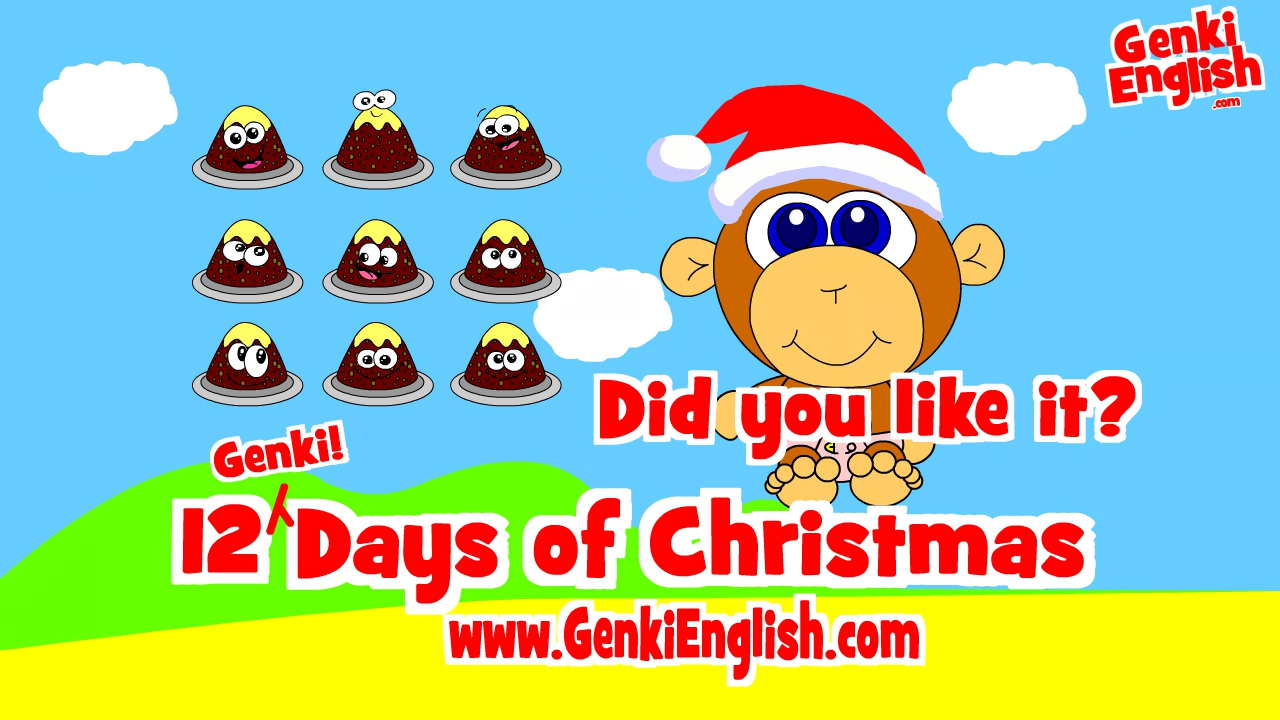 Genki
English
.com
Did you like it?
Genki!
12 Days of Christmas
www.GenkiEnglish.com